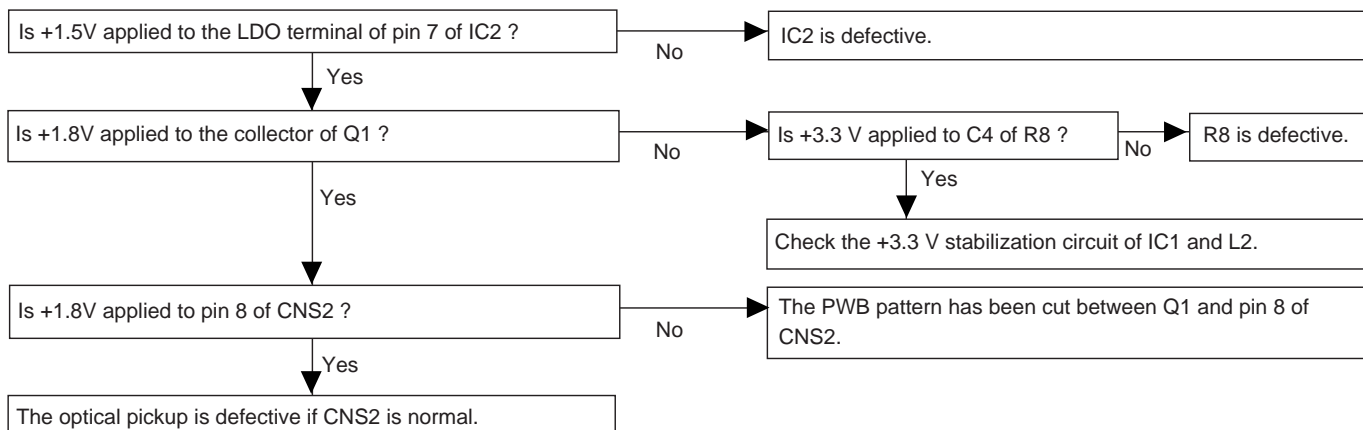 Is +1.5V applied to the LDO terminal of pin 7 of IC2 ?
No
IC2 is defective.
Yes
Is +1.8V applied to the collector of Q1 ?
No
Is +3.3 V applied to C4 of R8 ?
No
R8 is defective.
Yes
Check the +3.3 V stabilization circuit of IC1 and L2.
Yes
Is +1.8V applied to pin 8 of CNS2 ?
No
The PWB pattern has been cut between Q1 and pin 8 of
CNS2.
Yes
The optical pickup is defective if CNS2 is normal.